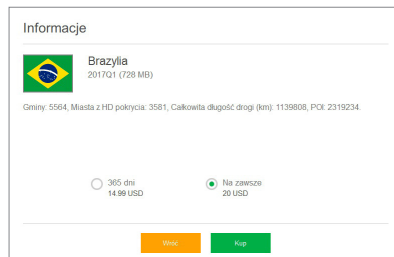 Informacje
Brazylia
2017Q1 (728 MB)
Gminy: 5564, Miasta z HD pokrycia: 3581, Całkowita długość drogi (km): 1139808, POI: 2319234.
365 dni
14.99 USD
Na zawsze
20 USD
Wróć
Kup